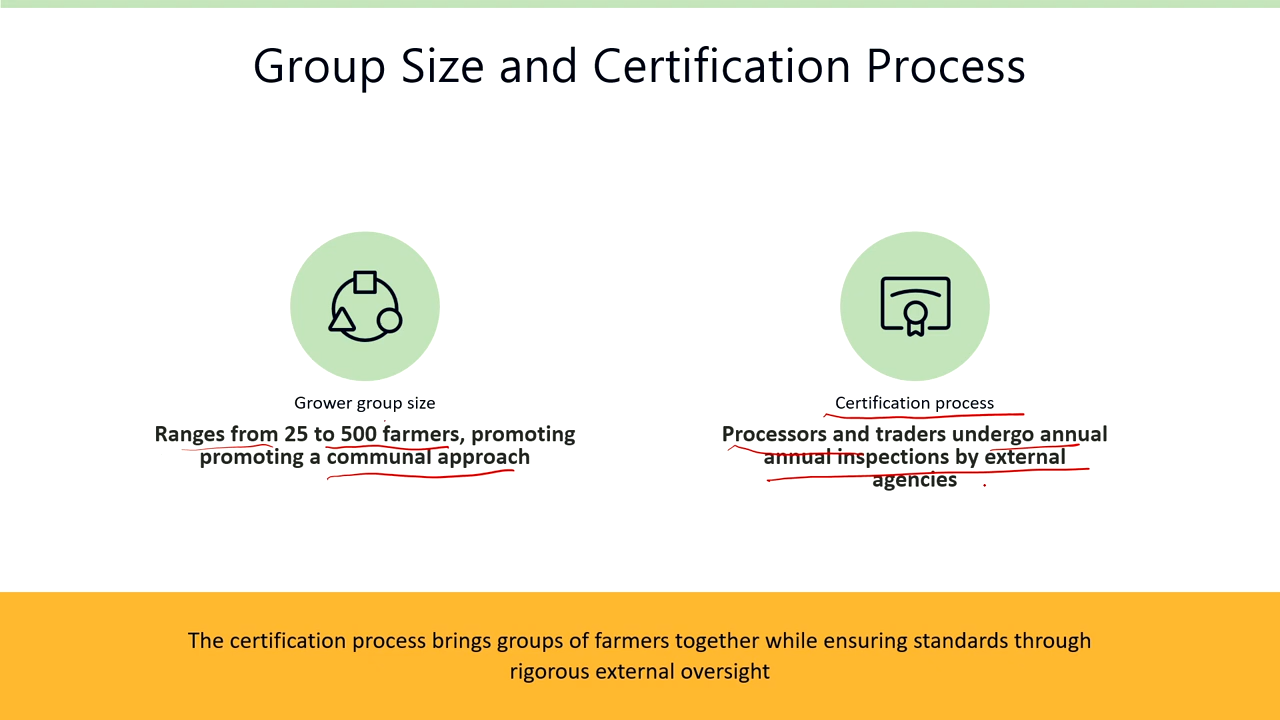 Group Size and Certification Process
Grower group size
Ranges from 25 to 500 farmers, promoting
promoting a communal approach
Certification process
Processors and traders undergo annual
annual inspections by external
agencies
The certification process brings groups of farmers together while ensuring standards through
rigorous external oversight